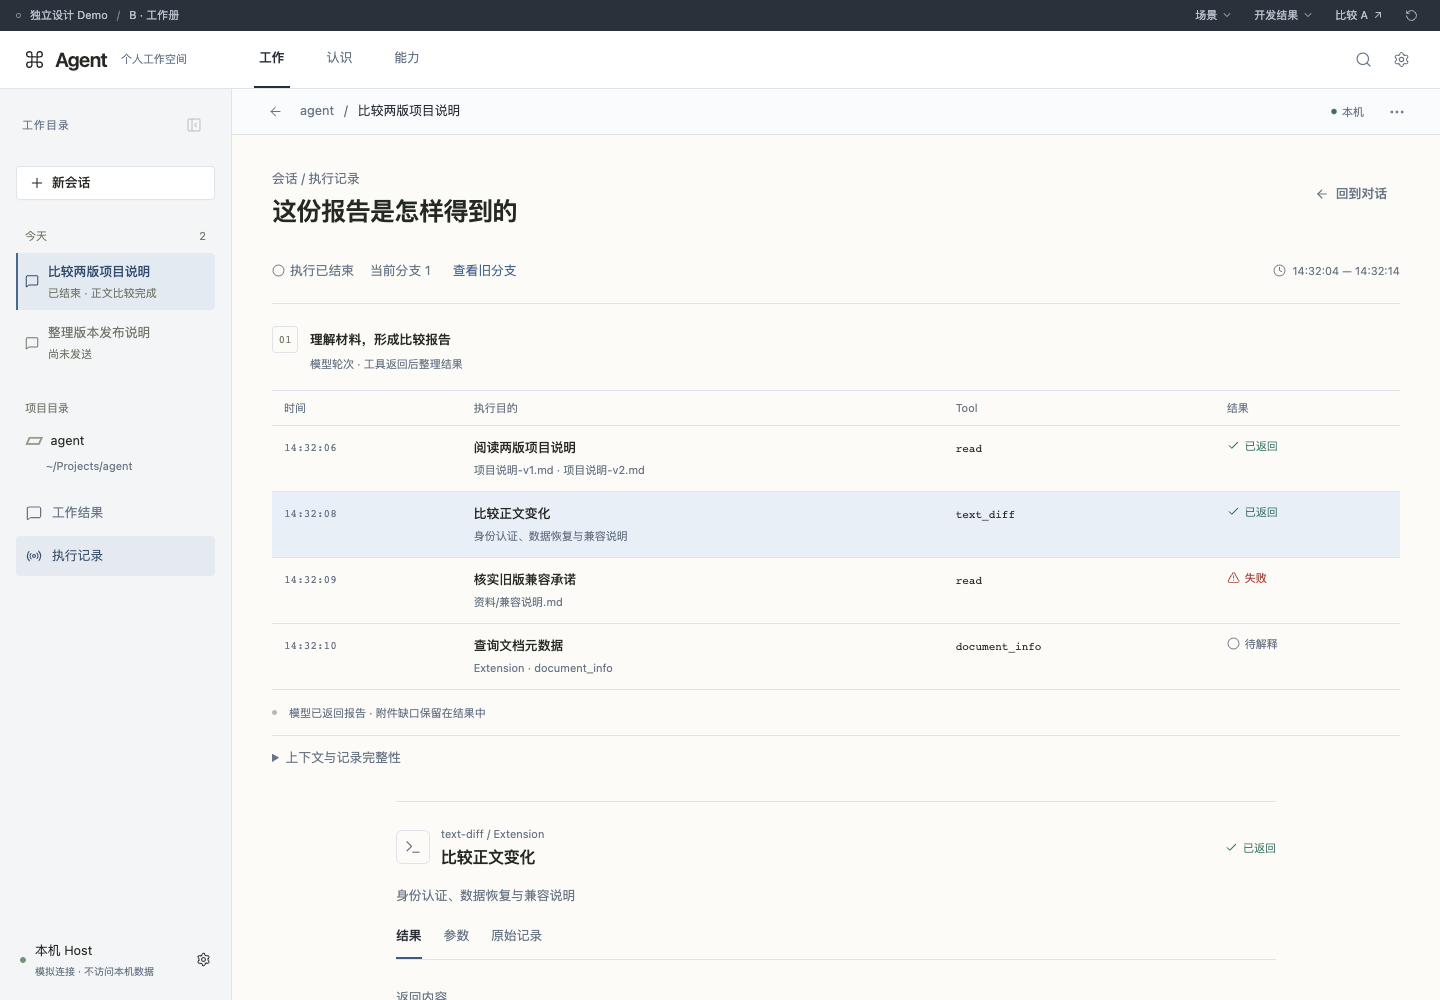 独立设计 Demo / B · 工作册
场景
开发结果
比较 A
Agent 个人工作空间
工作
认识
能力
工作目录
新会话
今天 2
比较两版项目说明
已结束 · 正文比较完成
整理版本发布说明
尚未发送
项目目录
agent
~/Projects/agent
工作结果
执行记录
本机 Host
模拟连接 · 不访问本机数据
agent / 比较两版项目说明
本机
会话 / 执行记录
这份报告是怎样得到的
回到对话
执行已结束 当前分支 1 查看旧分支
14:32:04 — 14:32:14
01
理解材料，形成比较报告
模型轮次 · 工具返回后整理结果
时间 执行目的 Tool 结果
14:32:06 阅读两版项目说明 read 已返回
项目说明-v1.md · 项目说明-v2.md
14:32:08 比较正文变化 text_diff 已返回
身份认证、数据恢复与兼容说明
14:32:09 核实旧版兼容承诺 read 失败
资料/兼容说明.md
14:32:10 查询文档元数据 document_info 待解释
Extension · document_info
模型已返回报告 · 附件缺口保留在结果中
上下文与记录完整性
text-diff / Extension
比较正文变化
已返回
身份认证、数据恢复与兼容说明
结果 参数 原始记录
返回内容